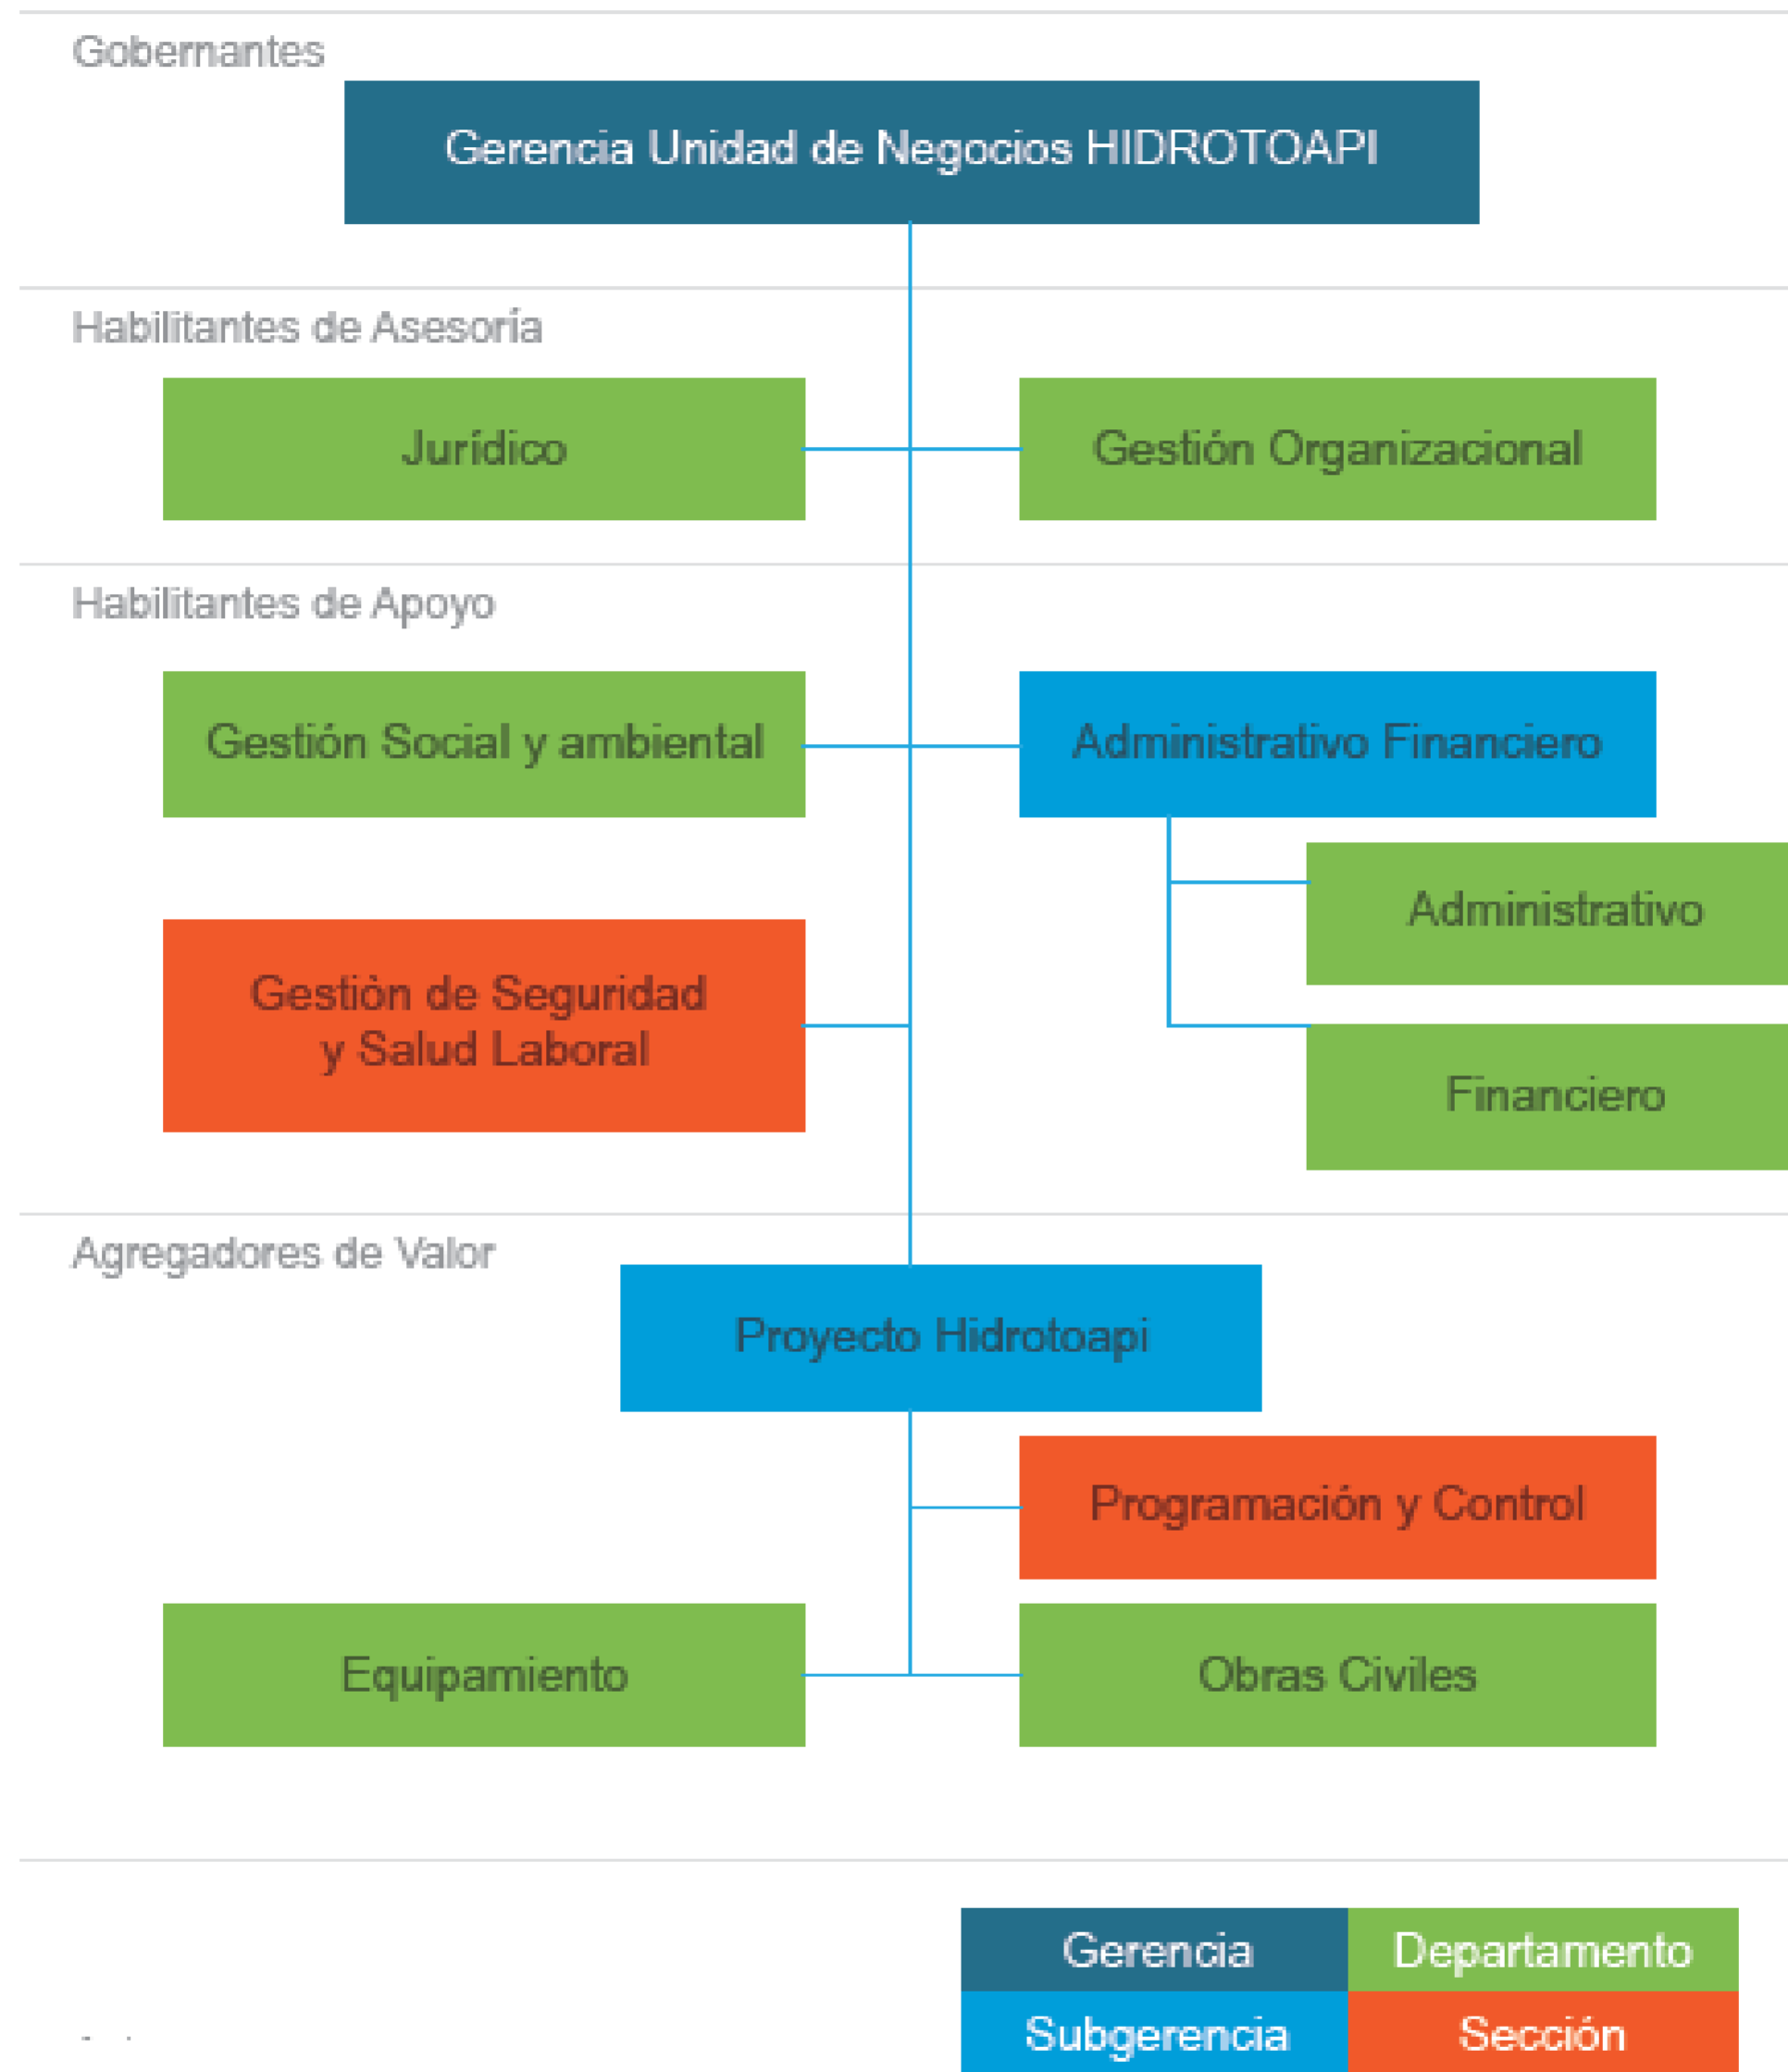 Gobernantes
Gerencia Unidad de Negocios HIDROTOAPI
Habilitantes de Asesoría
Jurídico
Gestión Organizacional
Habilitantes de Apoyo
Gestión Social y ambiental
Administrativo Financiero
Administrativo
Gestión de Seguridad
y Salud Laboral
Financiero
Agregadores de Valor
Proyecto Hidrotoapi
Programación y Control
Equipamiento
Obras Civiles
Gerencia
Departamento
Subgerencia
Sección